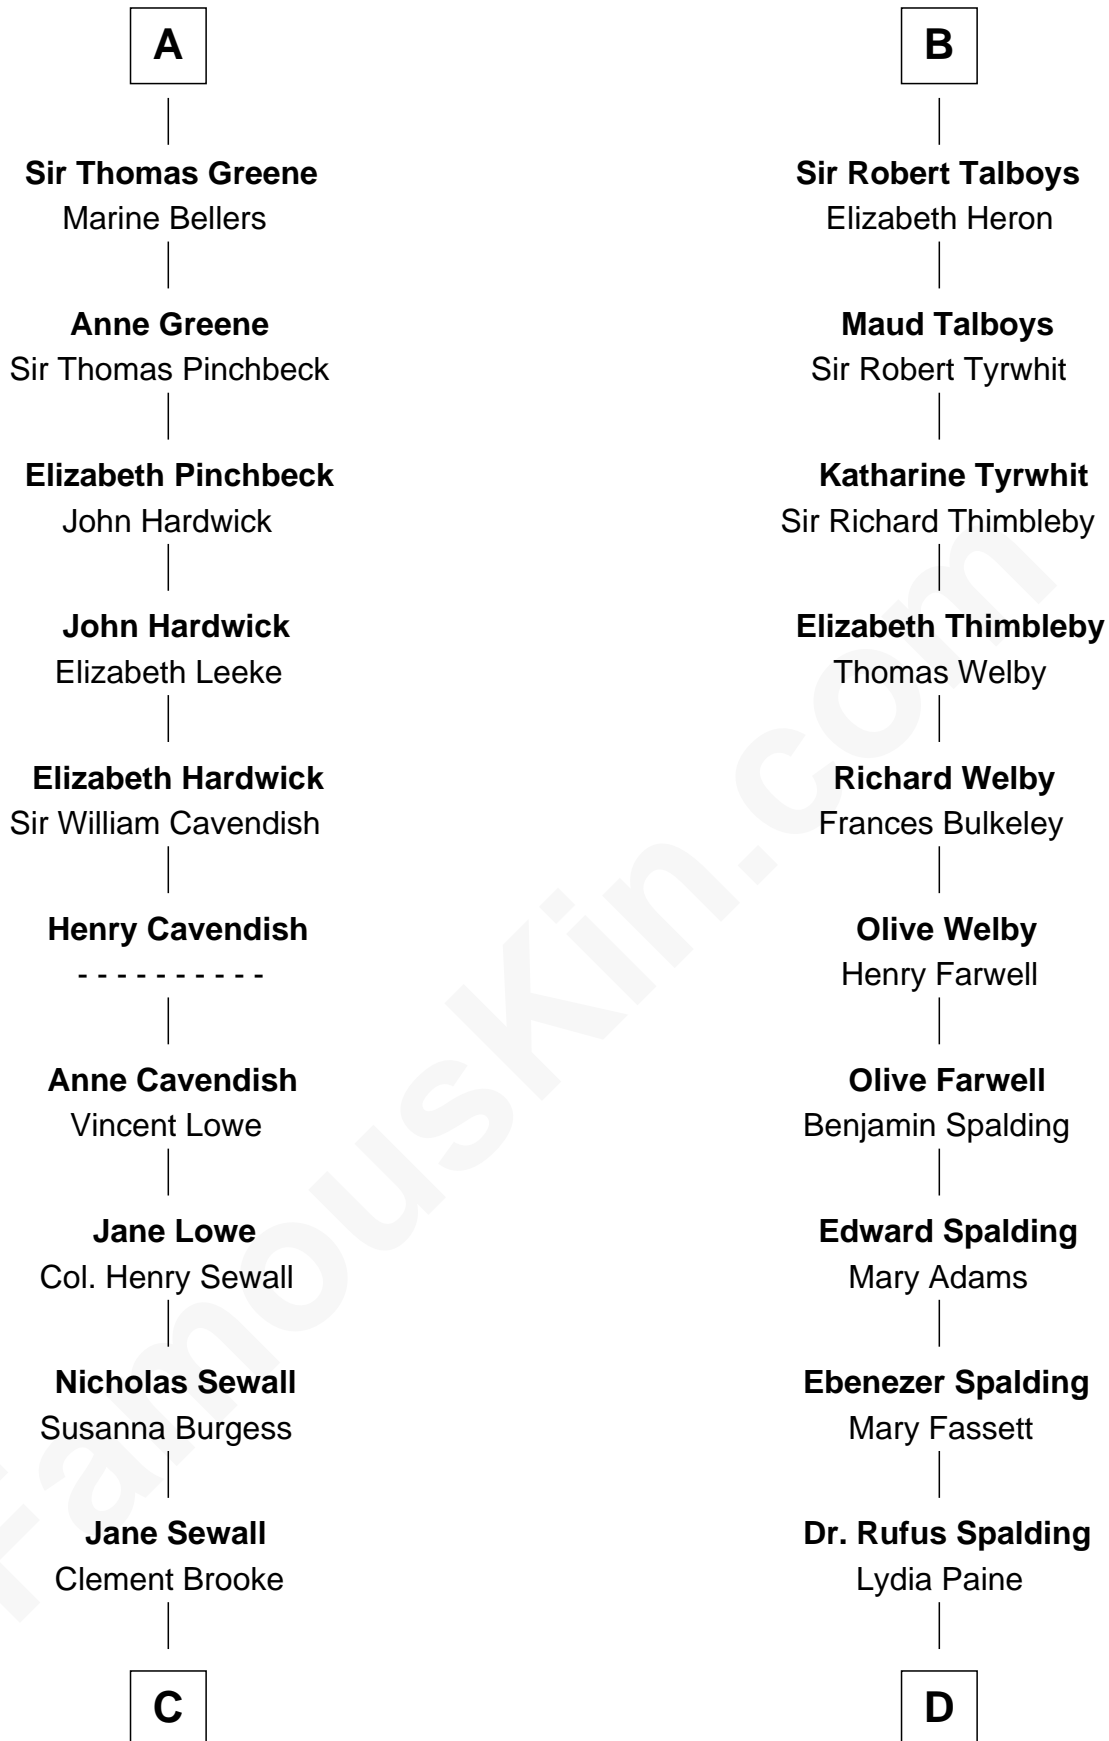 A
Sir Thomas Greene
Marine Bellers
Anne Greene
Sir Thomas Pinchbeck
Elizabeth Pinchbeck
John Hardwick
John Hardwick
Elizabeth Leeke
Elizabeth Hardwick
Sir William Cavendish
Henry Cavendish
- - - - - - - - - -
Anne Cavendish
Vincent Lowe
Jane Lowe
Col. Henry Sewall
Nicholas Sewall
Susanna Burgess
Jane Sewall
Clement Brooke
C
B
Sir Robert Talboys
Elizabeth Heron
Maud Talboys
Sir Robert Tyrwhit
Katharine Tyrwhit
Sir Richard Thimbleby
Elizabeth Thimbleby
Thomas Welby
Richard Welby
Frances Bulkeley
Olive Welby
Henry Farwell
Olive Farwell
Benjamin Spalding
Edward Spalding
Mary Adams
Ebenezer Spalding
Mary Fassett
Dr. Rufus Spalding
Lydia Paine
D
FamousKin.com